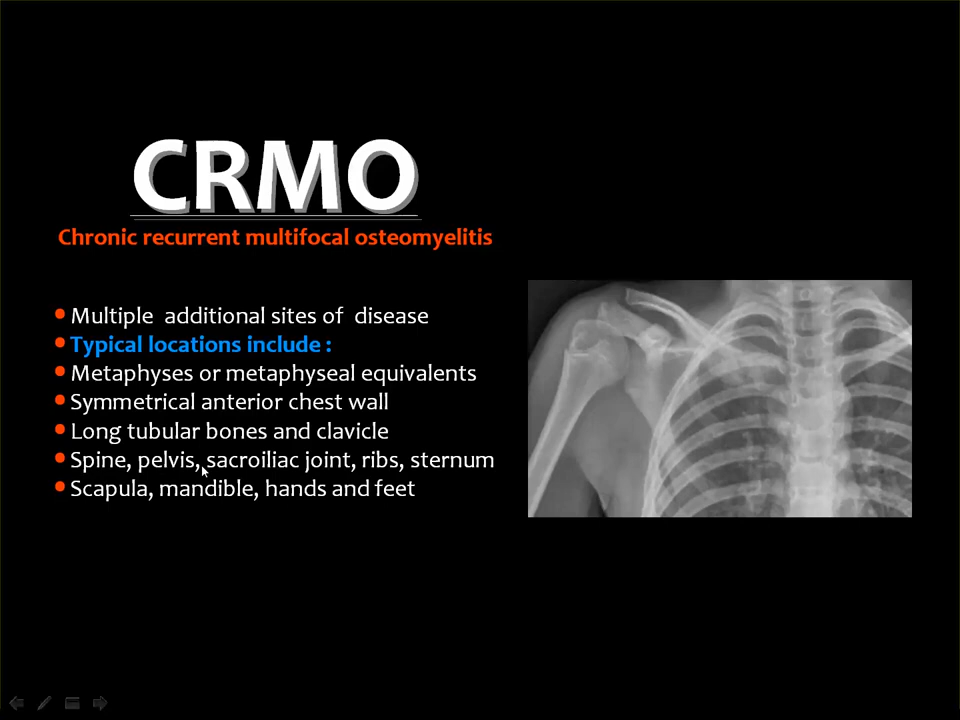 CRMO
Chronic recurrent multifocal osteomyelitis
• Multiple additional sites of disease
• Typical locations include :
• Metaphyses or metaphyseal equivalents
• Symmetrical anterior chest wall
• Long tubular bones and clavicle
• Spine, pelvis, sacroiliac joint, ribs, sternum
• Scapula, mandible, hands and feet